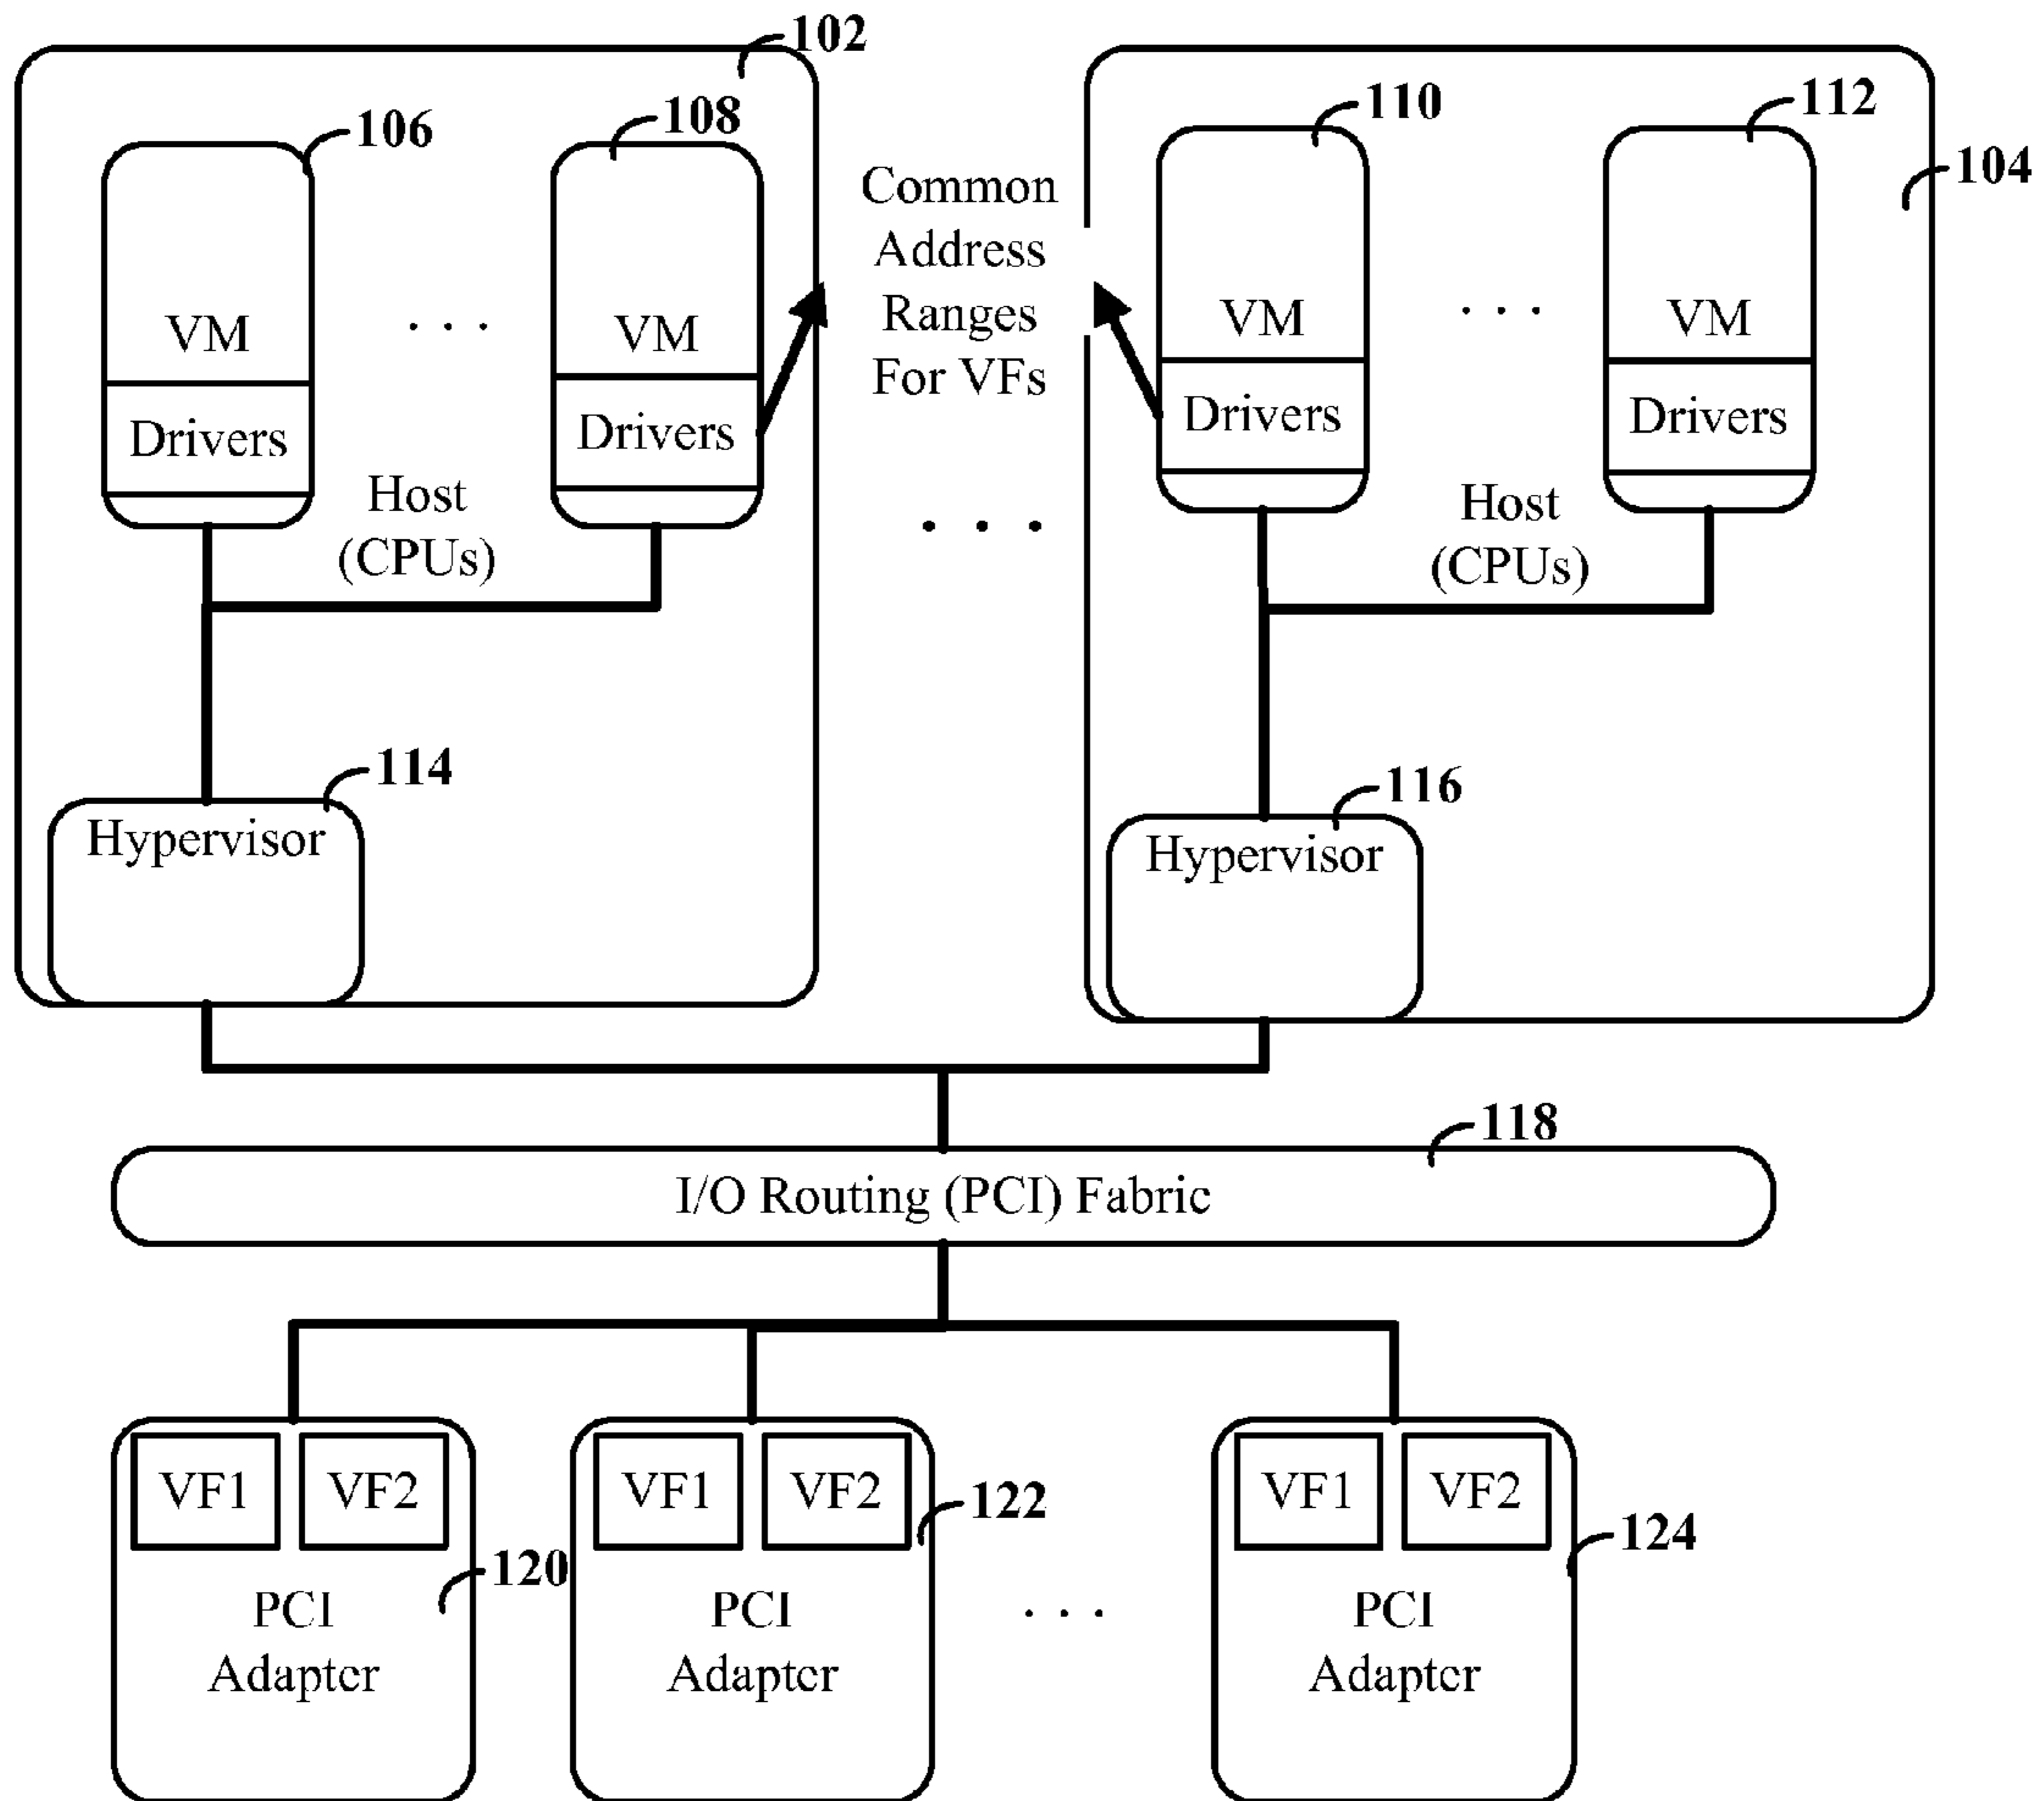 102
106
108
110
112
104
Common
Address
Ranges
For VFs
VM
. . .
VM
VM
. . .
VM
Drivers
Drivers
Drivers
Drivers
Host
(CPUs)
. . .
Host
(CPUs)
114
Hypervisor
116
Hypervisor
118
I/O Routing (PCI) Fabric
VF1 VF2
VF1 VF2
VF1 VF2
120
122
124
PCI
Adapter
PCI
Adapter
. . .
PCI
Adapter